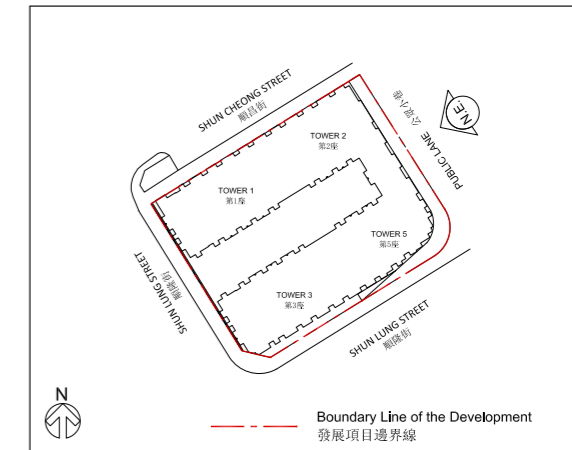 SHUN CHEONG STREET
順昌街
PUBLIC LANE 公眾小巷
N.E.
TOWER 2
第2座
TOWER 1
第1座
TOWER 5
第5座
SHUN LUNG STREET
順隆街
TOWER 3
第3座
SHUN LUNG STREET
順隆街
N
Boundary Line of the Development
發展項目邊界線